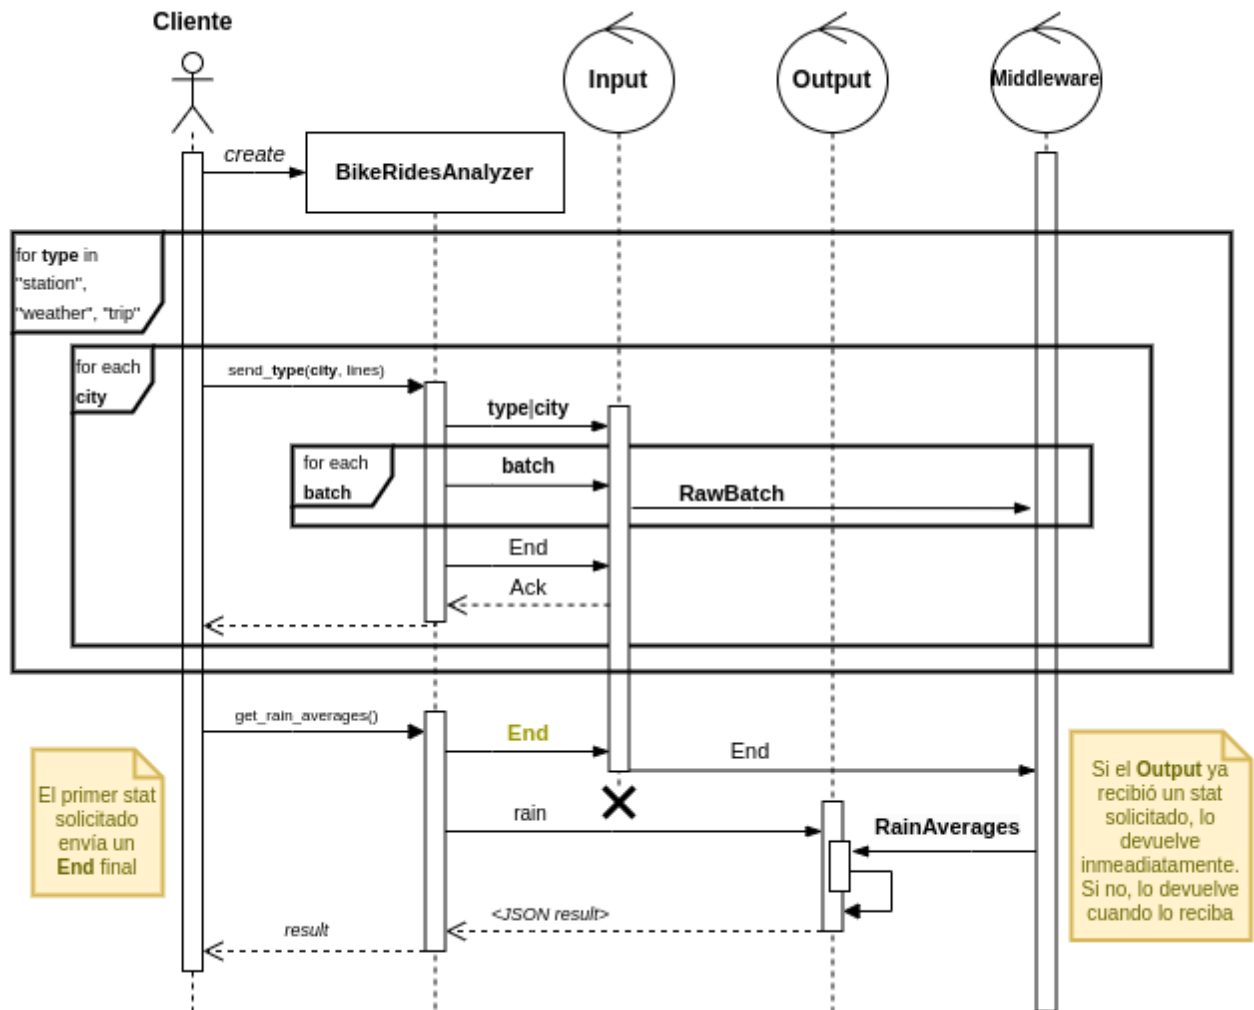 Cliente
Input
Output
Middleware
create
BikeRidesAnalyzer
for type in
"station",
"weather", "trip"
for each
city
send_type(city, lines)
type|city
for each
batch
batch
RawBatch
End
Ack
get_rain_averages()
End
End
El primer stat
solicitado
envía un
End final
rain
RainAverages
Si el Output ya
recibió un stat
solicitado, lo
devuelve
inmeadiatamente.
Si no, lo devuelve
cuando lo reciba
<JSON result>
result